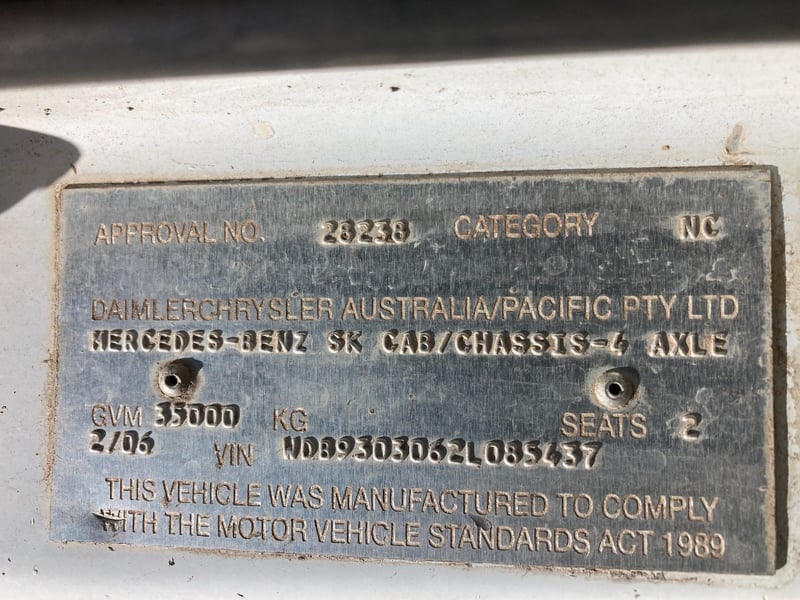 APPROVAL NO. 28238 CATEGORY NC
DAIMLERCHRYSLER AUSTRALIA/PACIFIC PTY LTD
MERCEDES-BENZ SK CAB/CHASSIS-4 AXLE
GVM 35000 KG SEATS 2
2/06 VIN WDB9303062L085437
THIS VEHICLE WAS MANUFACTURED TO COMPLY
WITH THE MOTOR VEHICLE STANDARDS ACT 1989